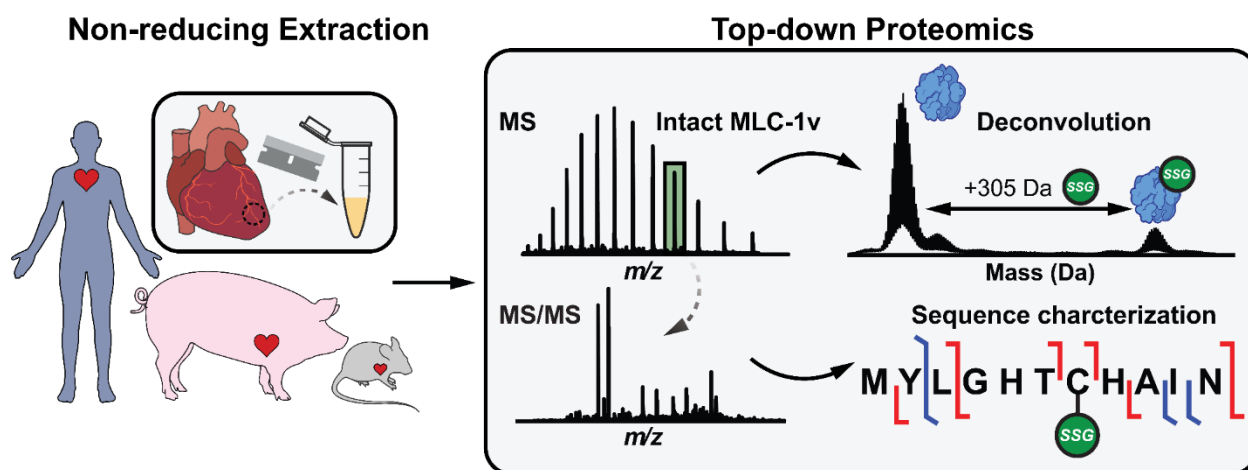 Non-reducing Extraction
Top-down Proteomics
MS
Intact MLC-1v
Deconvolution
SSG
+305 Da
SSG
m/z
Mass (Da)
MS/MS
Sequence charcterization
M Y L G H T C H A I N
SSG
m/z